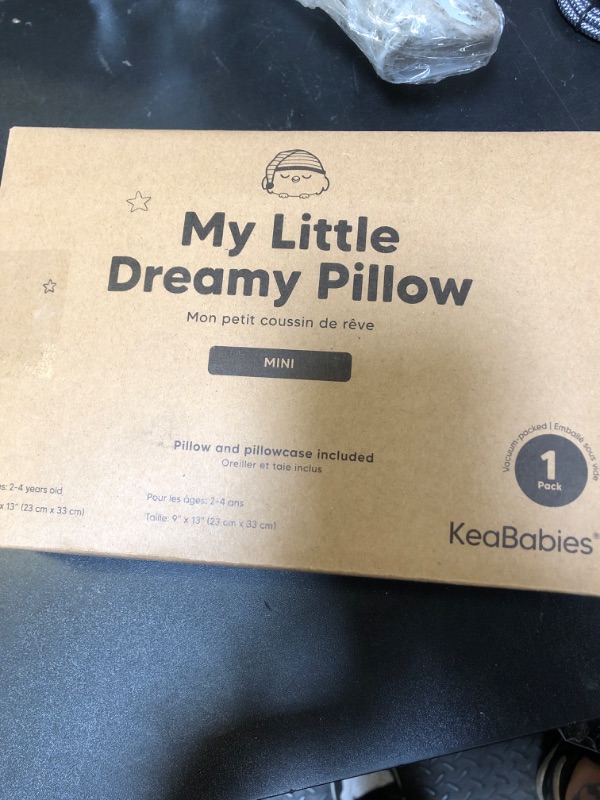 My Little
Dreamy Pillow
Mon petit coussin de rêve
MINI
Pillow and pillowcase included
Oreiller et taie inclus
Vacuum-packed | Emballé sous vide
1
Pack
: 2-4 years old
x 13" (23 cm x 33 cm)
Pour les âges: 2-4 ans
Taille: 9" x 13" (23 cm x 33 cm)
KeaBabies®